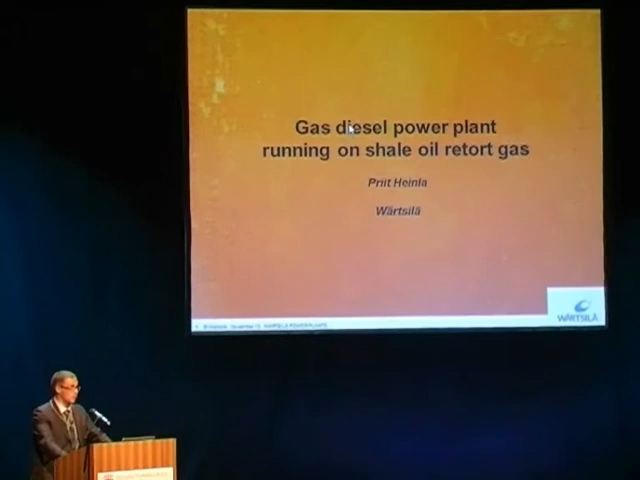 Gas diesel power plant
running on shale oil retort gas
Priit Heinla
Wärtsilä
WÄRTSILÄ